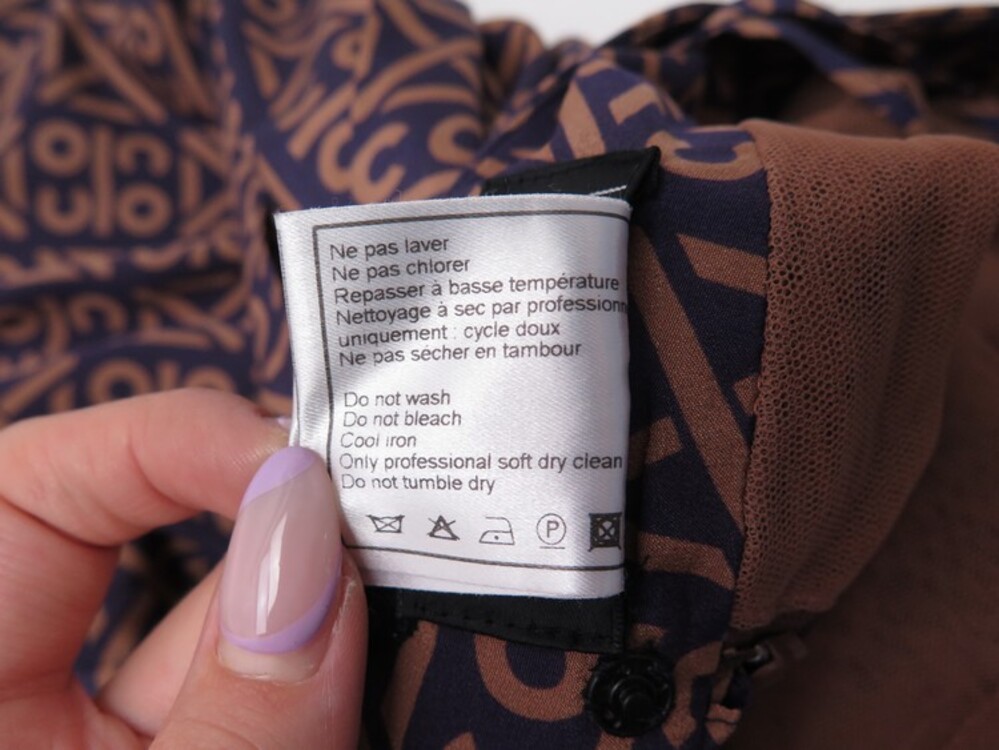 Ne pas laver
Ne pas chlorer
Repasser à basse température
Nettoyage à sec par professionn
uniquement : cycle doux
Ne pas sécher en tambour
Do not wash
Do not bleach
Cool iron
Only professional soft dry clean
Do not tumble dry
P